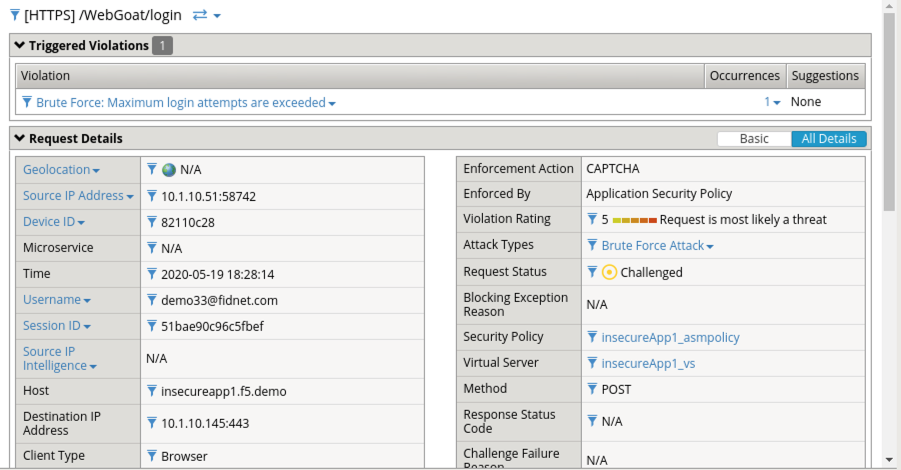 [HTTPS] /WebGoat/login
Triggered Violations 1
Violation Occurrences Suggestions
Brute Force: Maximum login attempts are exceeded 1 None
Request Details Basic All Details
Geolocation N/A
Source IP Address 10.1.10.51:58742
Device ID 82110c28
Microservice N/A
Time 2020-05-19 18:28:14
Username demo33@fidnet.com
Session ID 51bae90c96c5fbef
Source IP
Intelligence N/A
Host insecureapp1.f5.demo
Destination IP
Address 10.1.10.145:443
Client Type Browser
Enforcement Action CAPTCHA
Enforced By Application Security Policy
Violation Rating 5 Request is most likely a threat
Attack Types Brute Force Attack
Request Status Challenged
Blocking Exception
Reason N/A
Security Policy insecureApp1_asmpolicy
Virtual Server insecureApp1_vs
Method POST
Response Status
Code N/A
Challenge Failure
Reason N/A